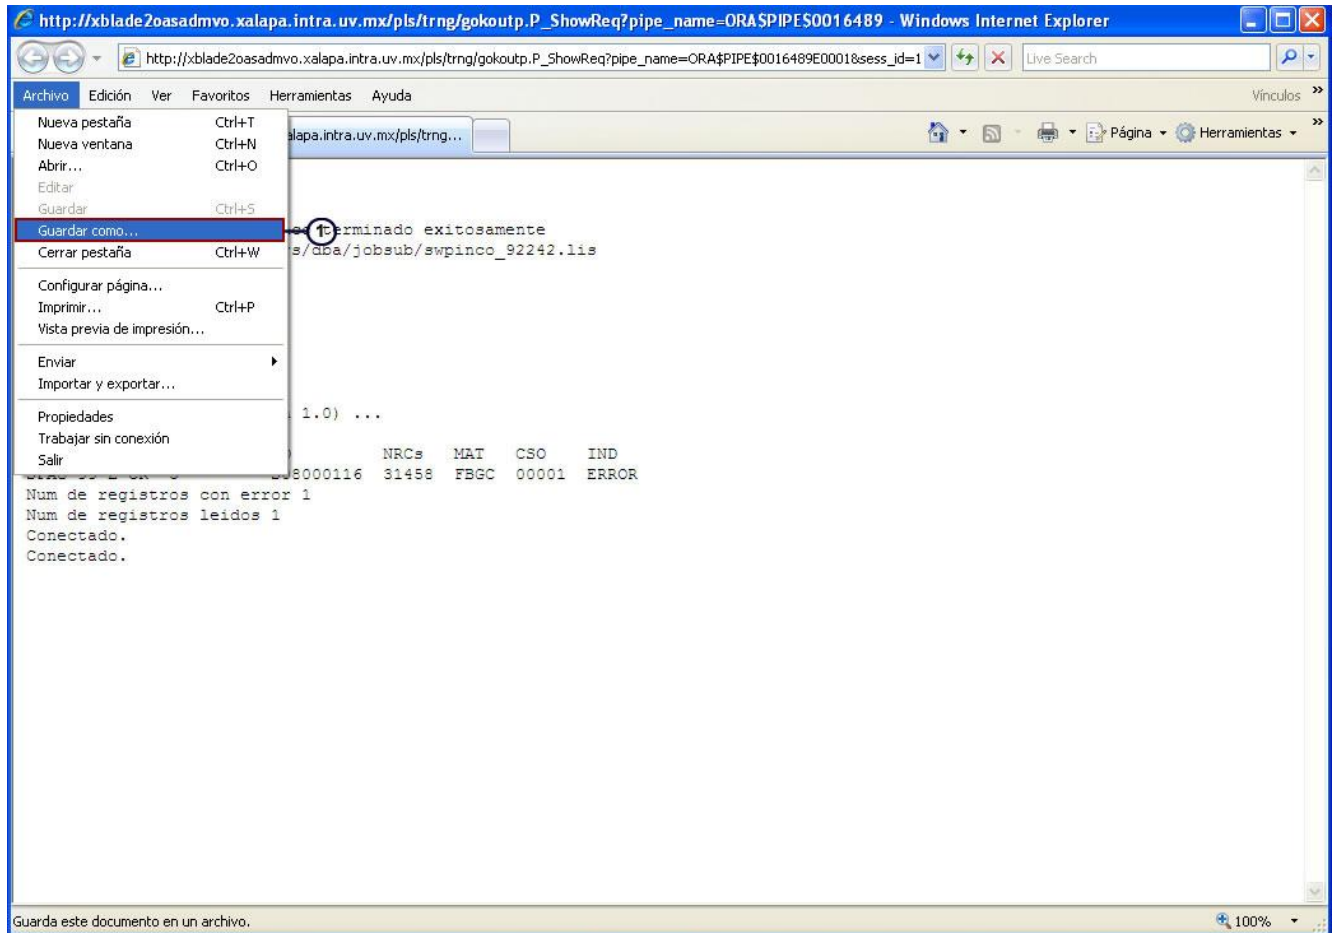 http://xblade2oasadmvo.xalapa.intra.uv.mx/pls/trng/gokoutp.P_ShowReq?pipe_name=ORA$PIPE$0016489 - Windows Internet Explorer
http://xblade2oasadmvo.xalapa.intra.uv.mx/pls/trng/gokoutp.P_ShowReq?pipe_name=ORA$PIPE$0016489E0001&sess_id=1 Live Search
Archivo Edición Ver Favoritos Herramientas Ayuda Vínculos »
alapa.intra.uv.mx/pls/trng... Página Herramientas »
Nueva pestaña Ctrl+T
Nueva ventana Ctrl+N
Abrir... Ctrl+O
Editar
Guardar Ctrl+S
Guardar como... 1 terminado exitosamente
Cerrar pestaña Ctrl+W s/dba/jobsub/swpinco_92242.lis
Configurar página...
Imprimir... Ctrl+P
Vista previa de impresión...
Enviar
Importar y exportar...
Propiedades 1.0) ...
Trabajar sin conexión
Salir NRCs MAT CSO IND
08000116 31458 FBGC 00001 ERROR
Num de registros con error 1
Num de registros leidos 1
Conectado.
Conectado.
Guarda este documento en un archivo. 100%